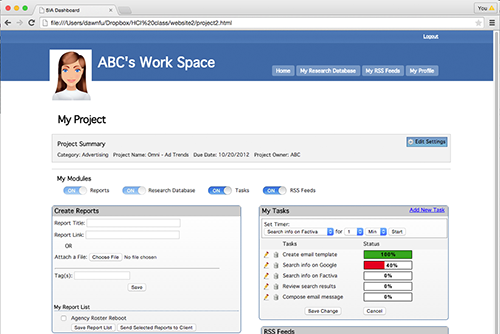 SIA Dashboard
You
file:///Users/dawnfu/Dropbox/HCI%20class/website2/project2.html
Logout
ABC's Work Space
Home My Research Database My RSS Feeds My Profile
My Project
Project Summary
Edit Settings
Category: Advertising Project Name: Omni - Ad Trends Due Date: 10/20/2012 Project Owner: ABC
My Modules
ON Reports ON Research Database ON Tasks ON RSS Feeds
Create Reports
Report Title:
Report Link:
OR
Attach a File: Choose File No file chosen
Tag(s):
Save
My Report List
Agency Roster Reboot
Save Report List Send Selected Reports to Client
My Tasks Add New Task
Set Timer:
Search info on Factiva for 1 Min Start
Tasks Status
Create email template 100%
Search info on Google 40%
Search info on Factiva 0%
Review search results 0%
Compose email message 0%
Save Change Cancel
RSS Feeds